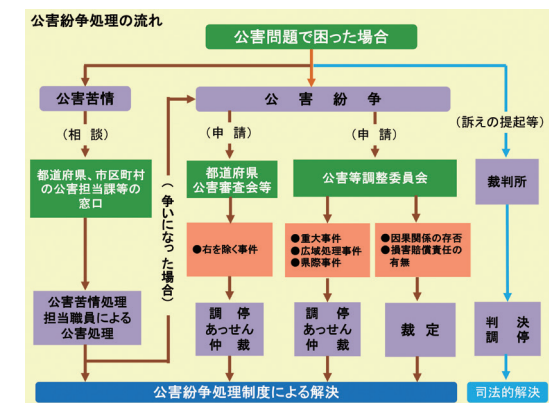 公害紛争処理の流れ
公害問題で困った場合
公害苦情
公害紛争
（相談）
（申請）
（申請）
（訴えの提起等）
都道府県、市区町村
の公害担当課等の
窓口
（争いになった場合）
都道府県
公害審査会等
公害等調整委員会
裁判所
●右を除く事件
●重大事件
●広域処理事件
●県際事件
●因果関係の存否
●損害賠償責任の
有無
公害苦情処理
担当職員による
公害処理
調停
あっせん
仲裁
調停
あっせん
仲裁
裁定
判決
調停
公害紛争処理制度による解決
司法的解決